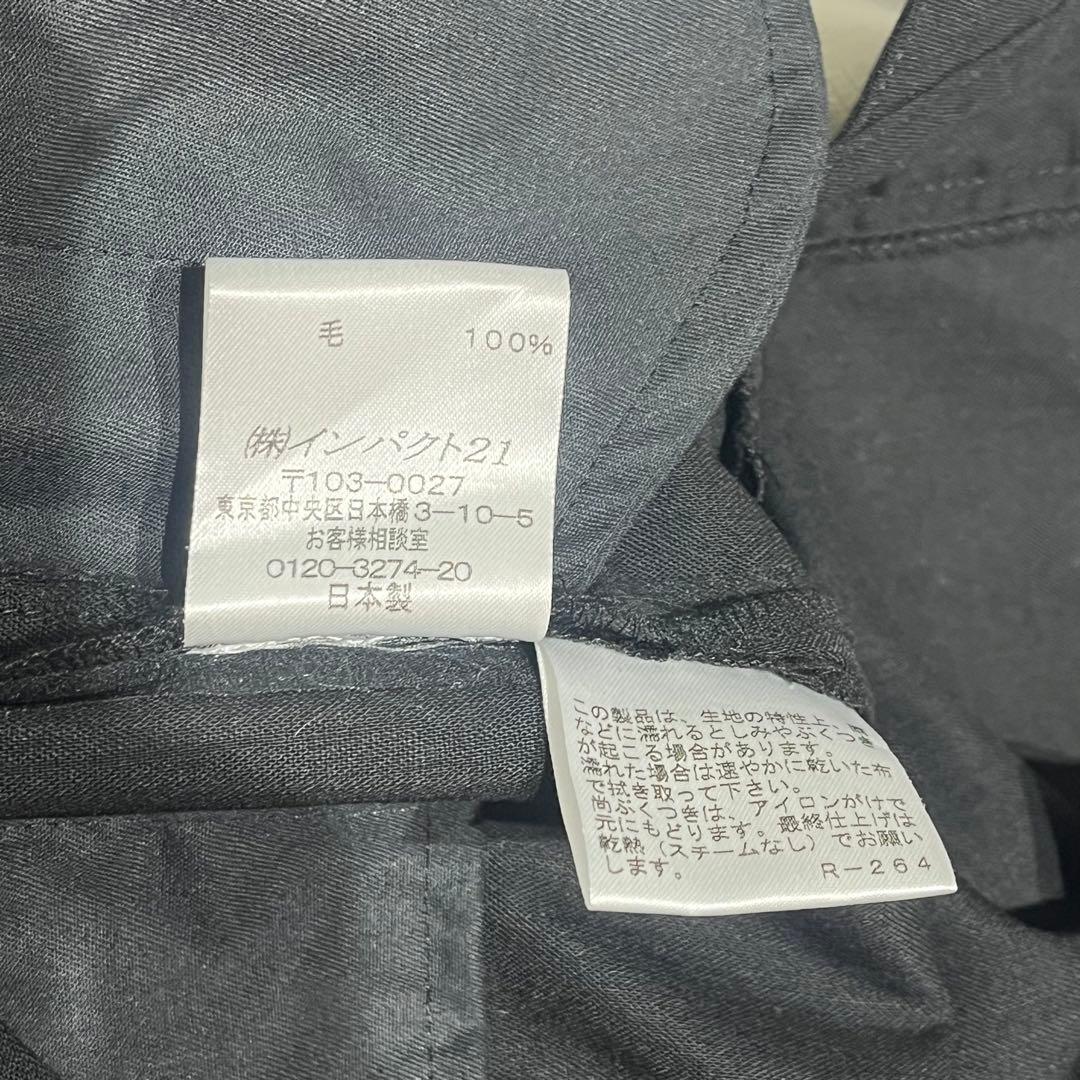 毛 100%
㈱インパクト21
〒103-0027
東京都中央区日本橋3-10-5
お客様相談室
0120-3274-20
日本製
この製品は、生地の特性上、
などに濡れるとしみやぶくつき
が起こる場合があります。
濡れた場合は速やかに乾いた布
で拭き取って下さい。
尚ぶくつきは、アイロンがけで
元にもどります。最終仕上げは
乾熱（スチームなし）でお願い
します。 R-264